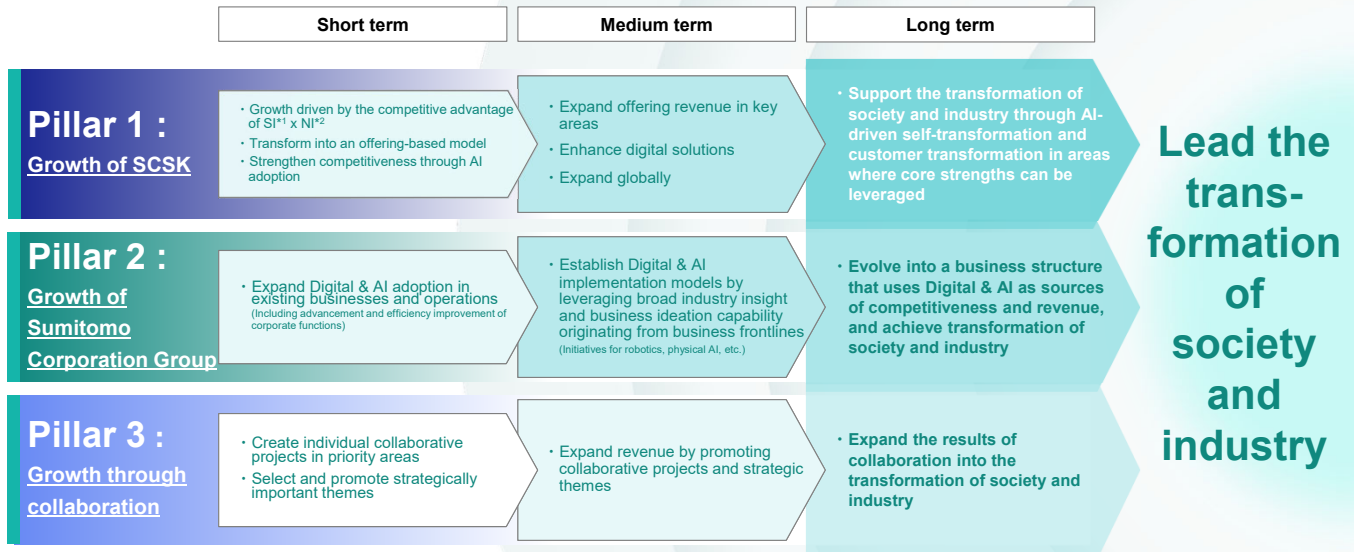 Short term
Medium term
Long term
Pillar 1 :
Growth of SCSK
・Growth driven by the competitive advantage
of SI*1 x NI*2
・Transform into an offering-based model
・Strengthen competitiveness through AI
adoption
・Expand offering revenue in key
areas
・Enhance digital solutions
・Expand globally
・Support the transformation of
society and industry through AI-
driven self-transformation and
customer transformation in areas
where core strengths can be
leveraged
Pillar 2 :
Growth of
Sumitomo
Corporation Group
・Expand Digital & AI adoption in
existing businesses and operations
(Including advancement and efficiency improvement of
corporate functions)
・Establish Digital & AI
implementation models by
leveraging broad industry insight
and business ideation capability
originating from business frontlines
(Initiatives for robotics, physical AI, etc.)
・Evolve into a business structure
that uses Digital & AI as sources
of competitiveness and revenue,
and achieve transformation of
society and industry
Pillar 3 :
Growth through
collaboration
・Create individual collaborative
projects in priority areas
・Select and promote strategically
important themes
・Expand revenue by promoting
collaborative projects and strategic
themes
・Expand the results of
collaboration into the
transformation of society and
industry
Lead the
trans-
formation
of
society
and
industry